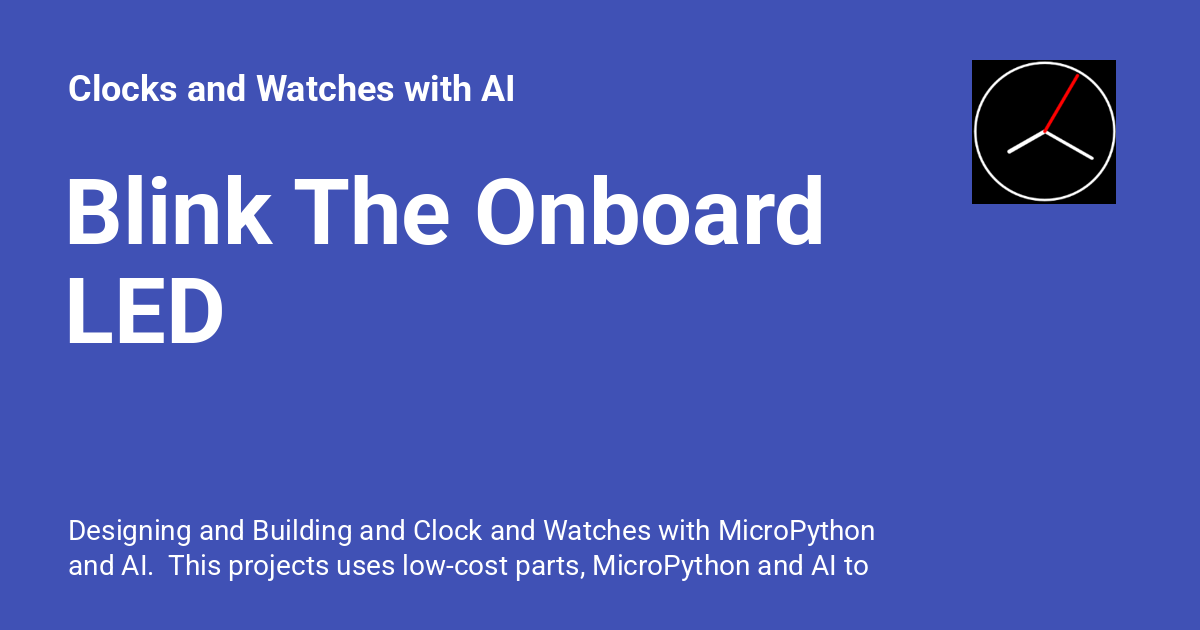 Clocks and Watches with AI
Blink The Onboard
LED
Designing and Building and Clock and Watches with MicroPython
and AI.  This projects uses low-cost parts, MicroPython and AI to